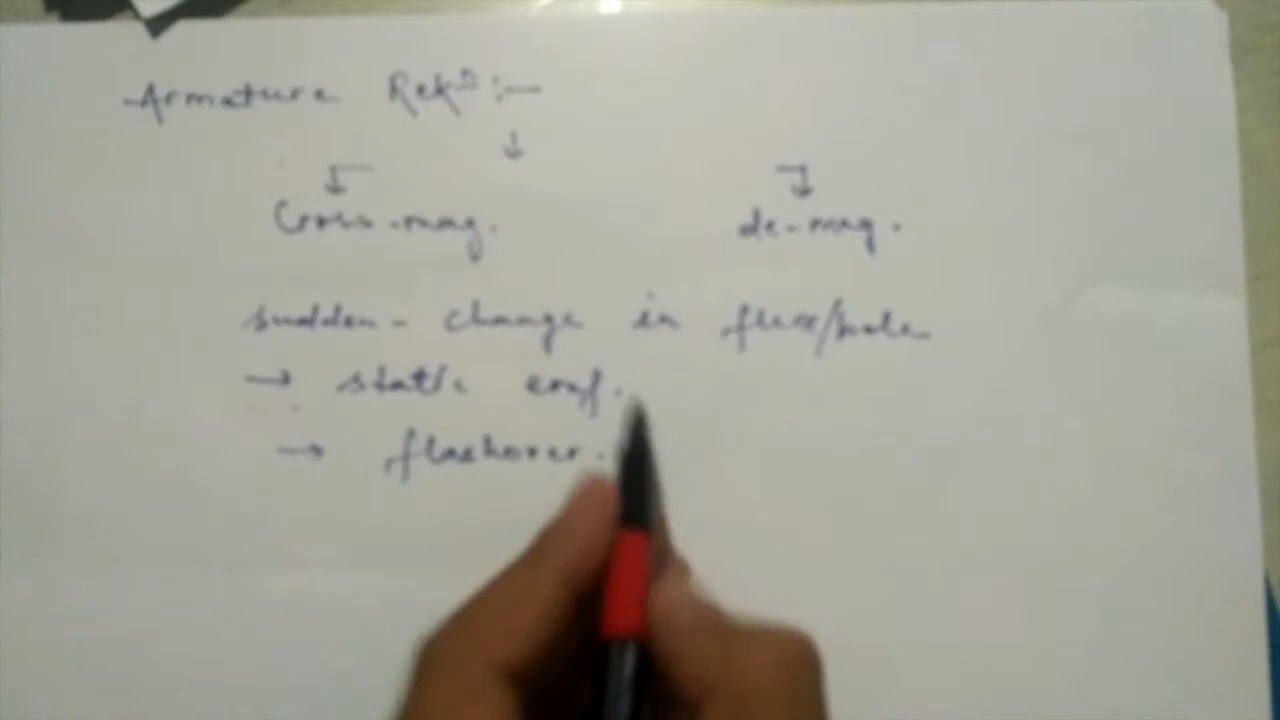 Armature Rekn :—
↓
Cross-mag. de-mag.
sudden - change in flux/pole
→ static emf.
→ flashover.